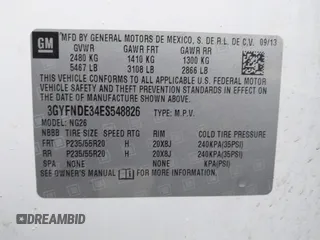 GM
MFD BY GENERAL MOTORS DE MEXICO, S. DE R.L. DE C.V. 09/13
GVWR GAWR FRT GAWR RR
2480 KG 1410 KG 1300 KG
5467 LB 3108 LB 2866 LB
THIS VEHICLE CONFORMS TO ALL APPLICABLE U.S. FEDERAL MOTOR VEHICLE SAFETY, BUMPER, AND THEFT PREVENTION STANDARDS IN EFFECT ON THE DATE OF MANUFACTURE SHOWN ABOVE.
3GYFNDE34ES548826
TYPE: M.P.V.
MODEL: NG26
NBBB TIRE SIZE SPEED RTG RIM COLD TIRE PRESSURE
FRT P235/55R20 H 20X8J 240KPA(35PSI)
RR P235/55R20 H 20X8J 240KPA(35PSI)
SPA NONE NONE KPA(PSI)
SEE OWNER'S MANUAL FOR ADDITIONAL INFORMATION.
DREAMBID